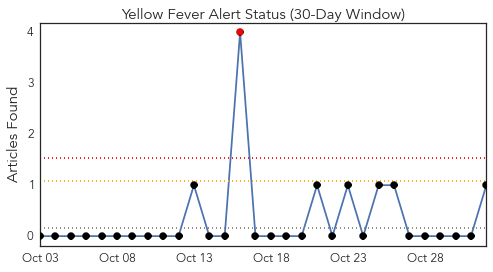 Yellow Fever Alert Status (30-Day Window)
Articles Found
4
3
2
1
0
Oct 03 Oct 08 Oct 13 Oct 18 Oct 23 Oct 28